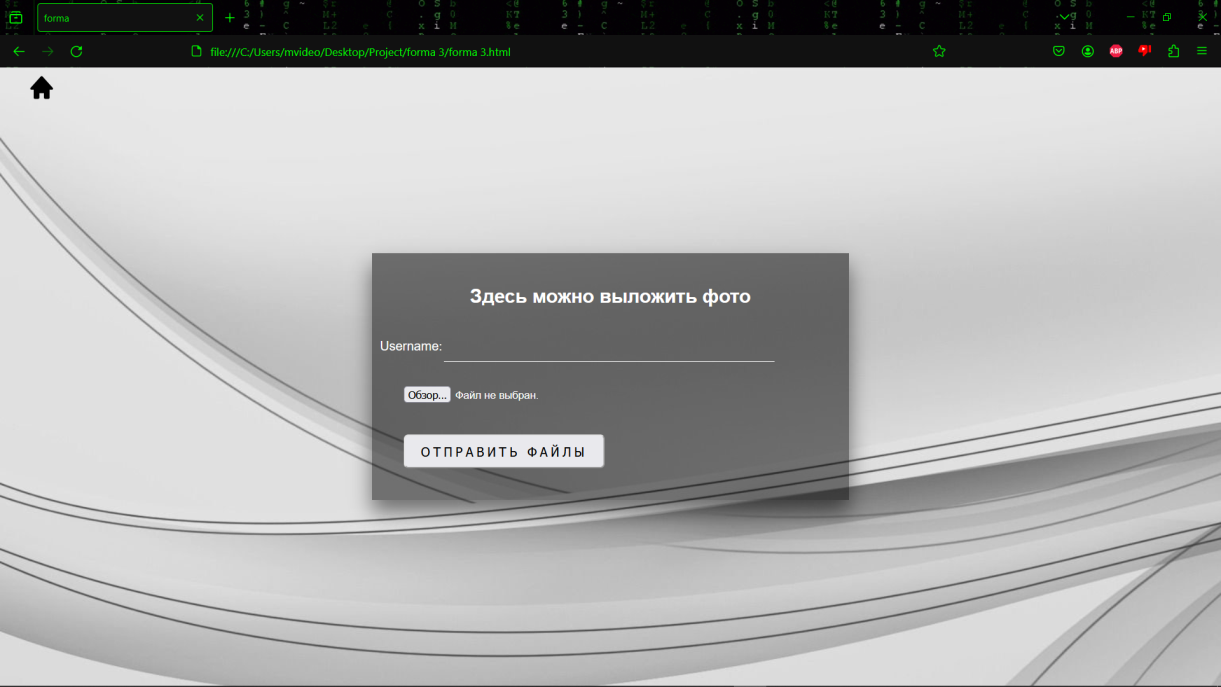 forma
file:///C:/Users/mvideo/Desktop/Project/forma 3/forma 3.html
ABP
Здесь можно выложить фото
Username:
Обзор... Файл не выбран.
ОТПРАВИТЬ ФАЙЛЫ